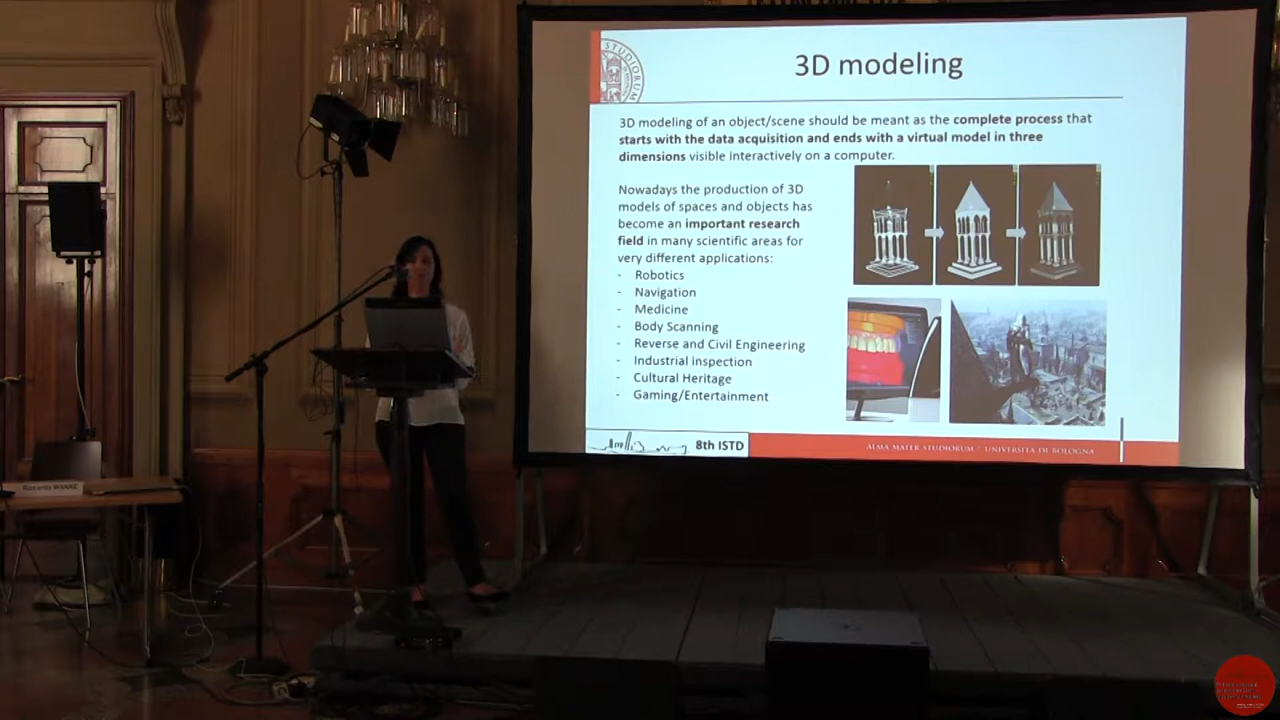 STUDIORUM
3D modeling
3D modeling of an object/scene should be meant as the complete process that
starts with the data acquisition and ends with a virtual model in three
dimensions visible interactively on a computer.
Nowadays the production of 3D
models of spaces and objects has
become an important research
field in many scientific areas for
very different applications:
- Robotics
- Navigation
- Medicine
- Body Scanning
- Reverse and Civil Engineering
- Industrial inspection
- Cultural Heritage
- Gaming/Entertainment
8th ISTD
ALMA MATER STUDIORUM * UNIVERSITÀ DI BOLOGNA
Riccardo WANKE